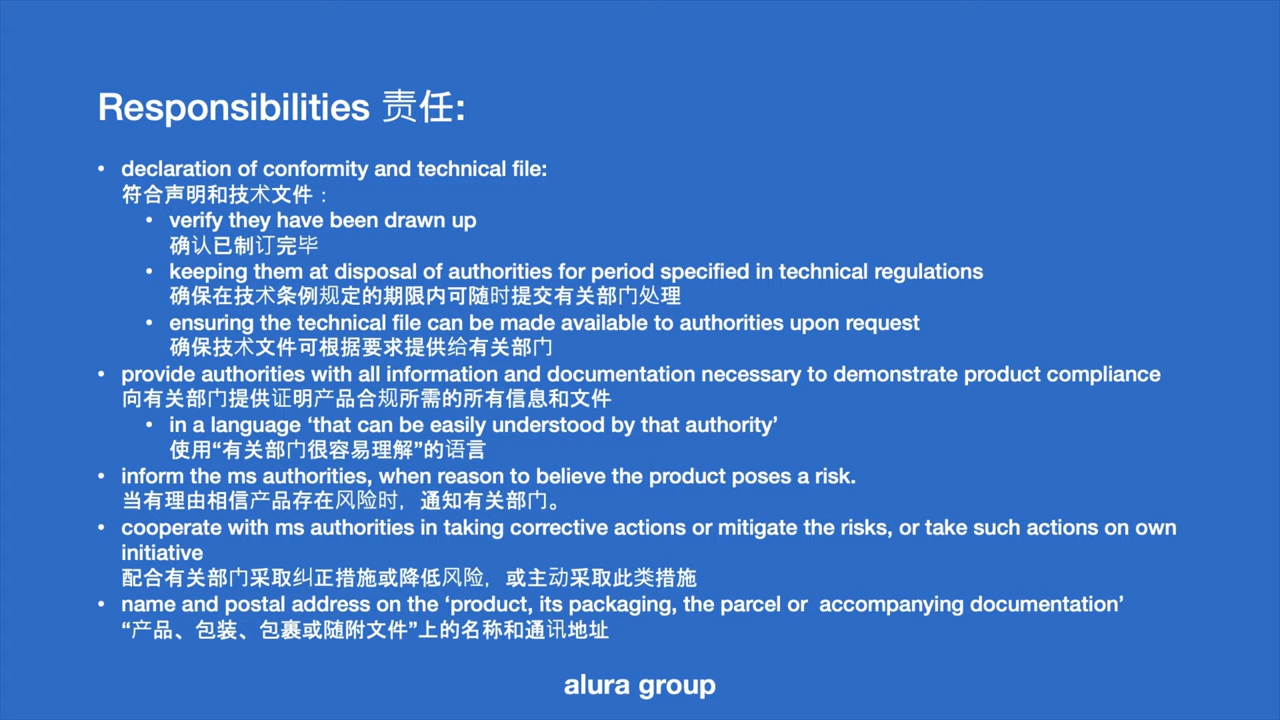 Responsibilities 责任:
• declaration of conformity and technical file:
符合声明和技术文件：
• verify they have been drawn up
确认已制订完毕
• keeping them at disposal of authorities for period specified in technical regulations
确保在技术条例规定的期限内可随时提交有关部门处理
• ensuring the technical file can be made available to authorities upon request
确保技术文件可根据要求提供给有关部门
• provide authorities with all information and documentation necessary to demonstrate product compliance
向有关部门提供证明产品合规所需的所有信息和文件
• in a language ‘that can be easily understood by that authority’
使用“有关部门很容易理解”的语言
• inform the ms authorities, when reason to believe the product poses a risk.
当有理由相信产品存在风险时，通知有关部门。
• cooperate with ms authorities in taking corrective actions or mitigate the risks, or take such actions on own
initiative
配合有关部门采取纠正措施或降低风险，或主动采取此类措施
• name and postal address on the ‘product, its packaging, the parcel or  accompanying documentation’
“产品、包装、包裹或随附文件”上的名称和通讯地址
alura group